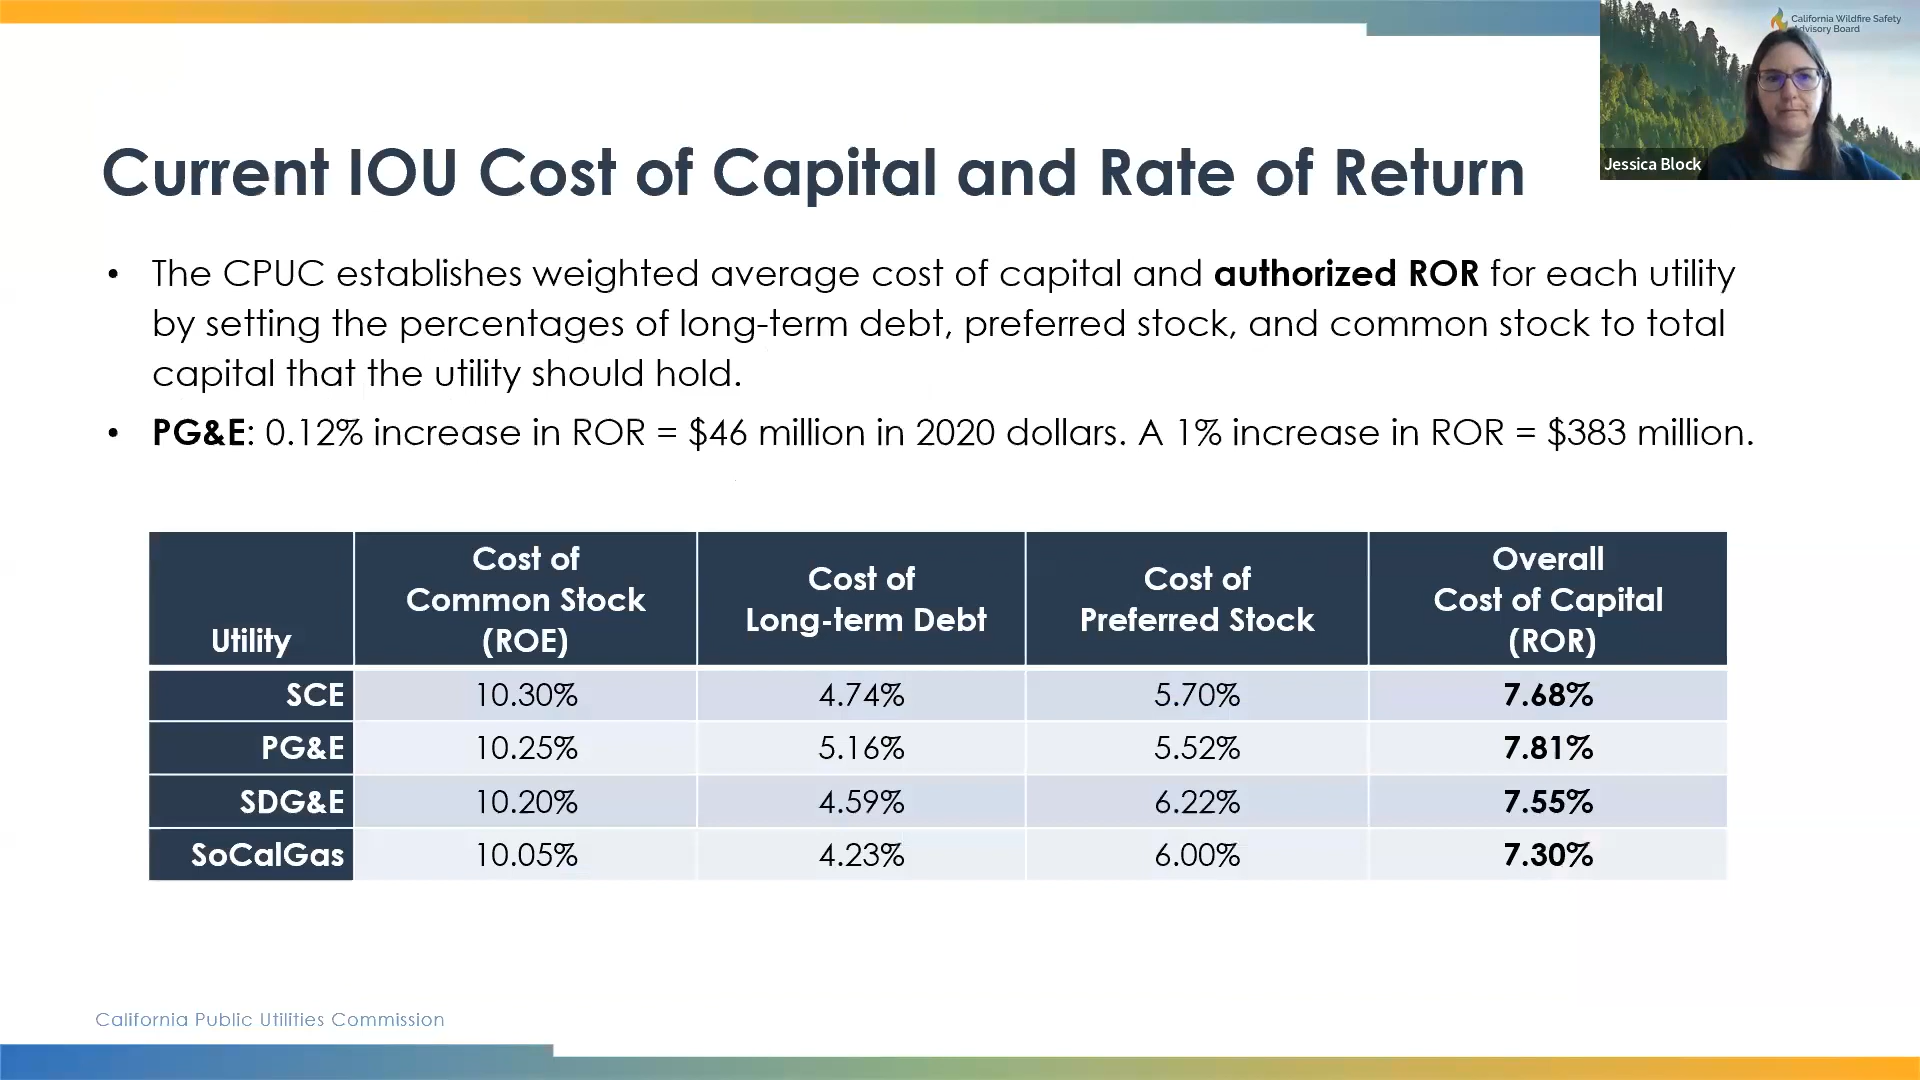 California Wildfire Safety
Advisory Board
Jessica Block
Current IOU Cost of Capital and Rate of Return
• The CPUC establishes weighted average cost of capital and authorized ROR for each utility
by setting the percentages of long-term debt, preferred stock, and common stock to total
capital that the utility should hold.
• PG&E: 0.12% increase in ROR = $46 million in 2020 dollars. A 1% increase in ROR = $383 million.
Utility
Cost of
Common Stock
(ROE)
Cost of
Long-term Debt
Cost of
Preferred Stock
Overall
Cost of Capital
(ROR)
SCE 10.30% 4.74% 5.70% 7.68%
PG&E 10.25% 5.16% 5.52% 7.81%
SDG&E 10.20% 4.59% 6.22% 7.55%
SoCalGas 10.05% 4.23% 6.00% 7.30%
California Public Utilities Commission